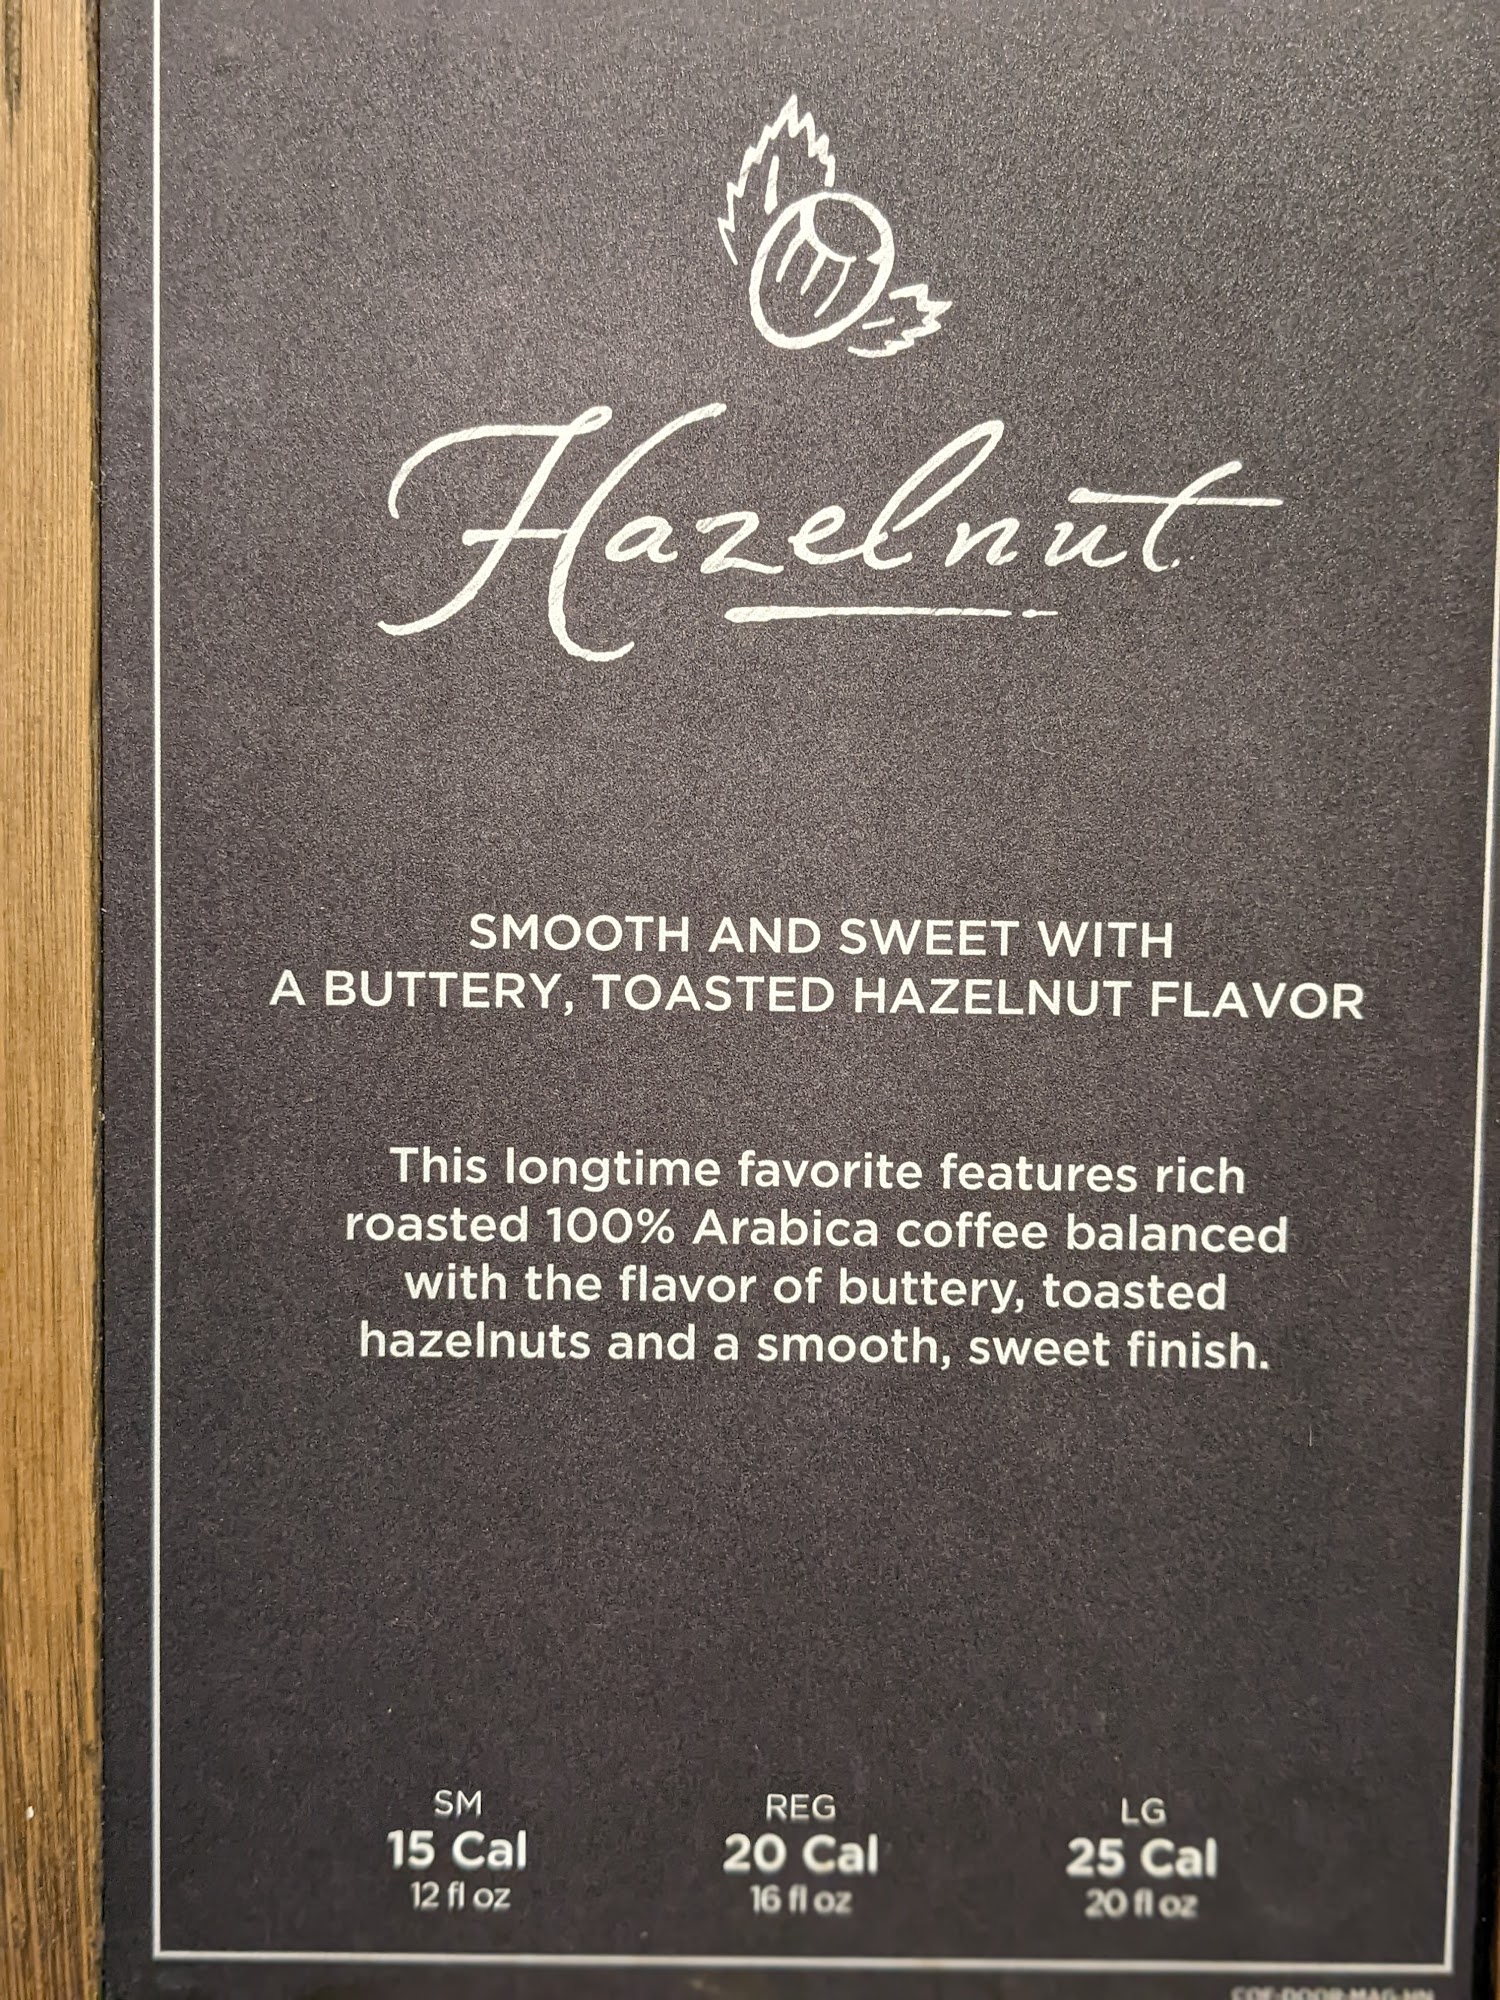 Hazelnut
SMOOTH AND SWEET WITH
A BUTTERY, TOASTED HAZELNUT FLAVOR
This longtime favorite features rich
roasted 100% Arabica coffee balanced
with the flavor of buttery, toasted
hazelnuts and a smooth, sweet finish.
SM
15 Cal
12 fl oz
REG
20 Cal
16 fl oz
LG
25 Cal
20 fl oz